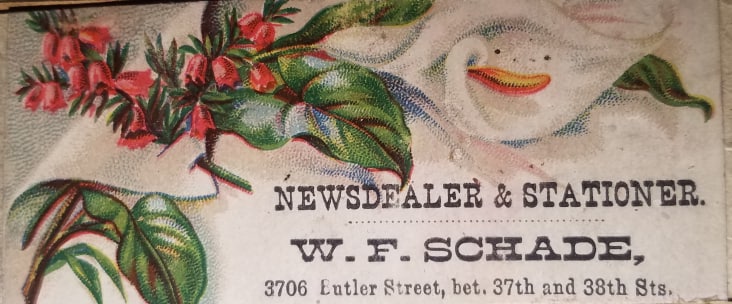 NEWSDEALER & STATIONER.
W. F. SCHADE,
3706 Butler Street, bet. 37th and 38th Sts.